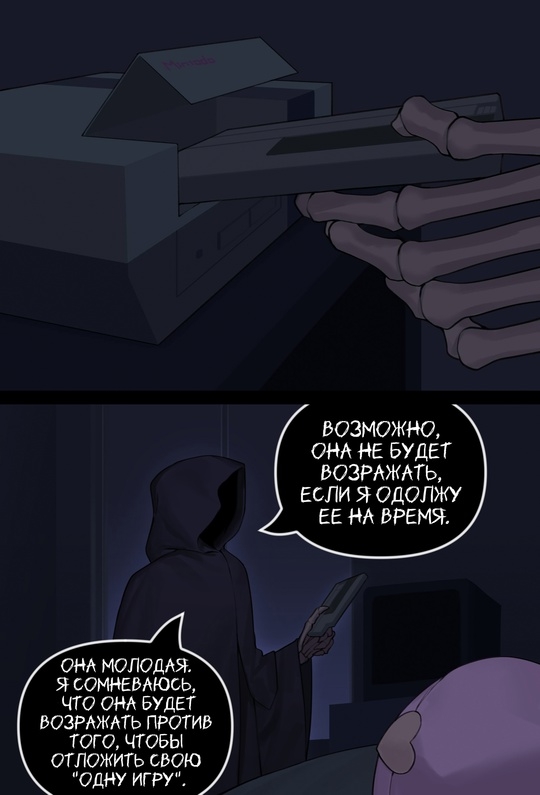 ВОЗМОЖНО,
ОНА НЕ БУДЕТ
ВОЗРАЖАТЬ,
ЕСЛИ Я ОДОЛЖУ
ЕЕ НА ВРЕМЯ.
ОНА МОЛОДАЯ.
Я СОМНЕВАЮСЬ,
ЧТО ОНА БУДЕТ
ВОЗРАЖАТЬ ПРОТИВ
ТОГО, ЧТОБЫ
ОТЛОЖИТЬ СВОЮ
"ОДНУ ИГРУ".